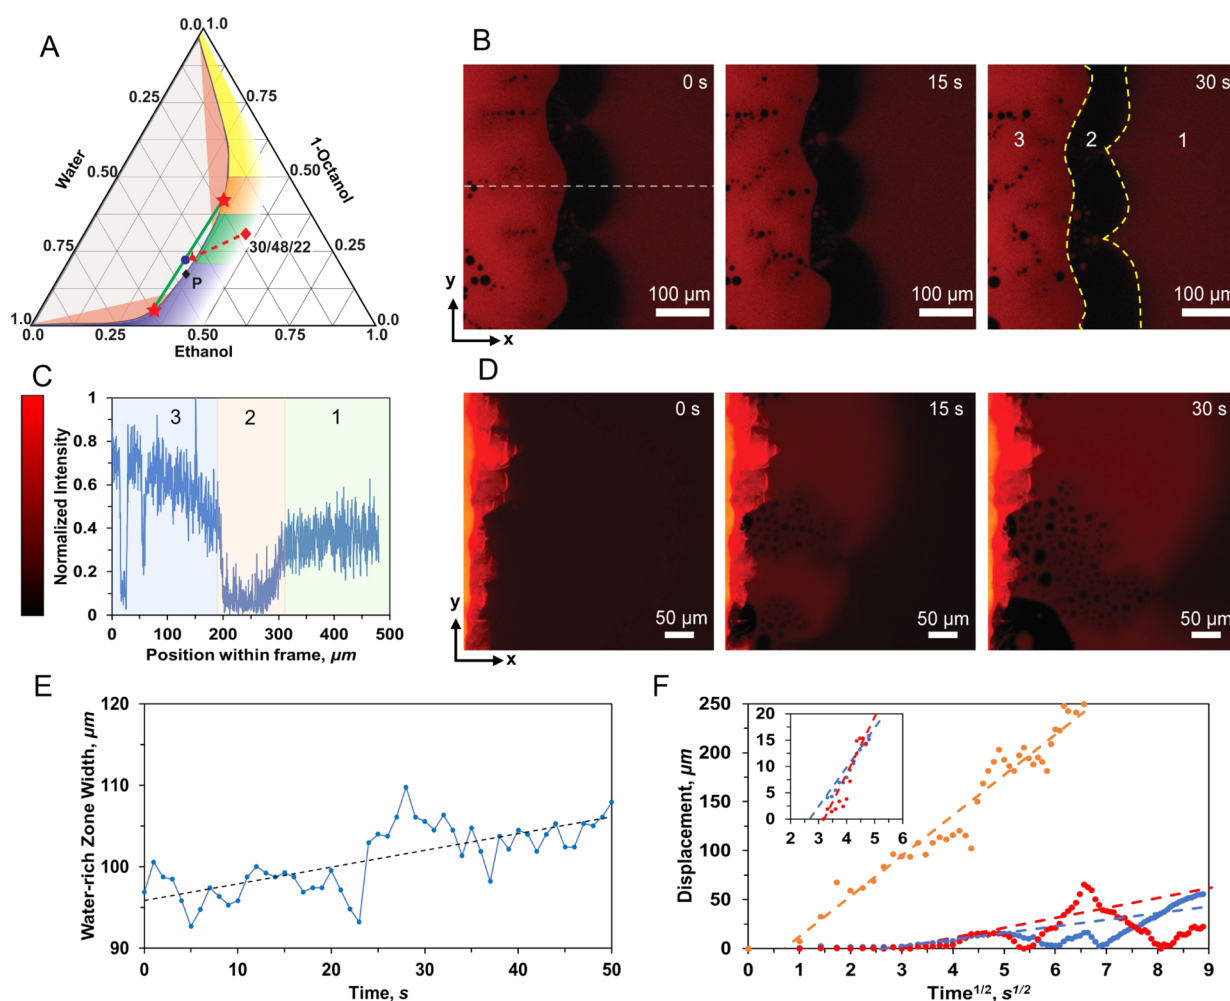 A
0.0 1.0
0.25 0.75
Water
1-Octanol
0.50 0.50
0.75 0.25
30/48/22
P
1.0 0.0
0.00 0.25 0.50 0.75 1.0
Ethanol
B
0 s
15 s
30 s
3 2 1
y
x
100 µm
100 µm
100 µm
C
Normalized Intensity
1
0.8
0.6
0.4
0.2
0
3 2 1
0 100 200 300 400 500
Position within frame, µm
D
0 s
15 s
30 s
y
x
50 µm
50 µm
50 µm
E
Water-rich Zone Width, µm
120
110
100
90
0 10 20 30 40 50
Time, s
F
Displacement, µm
250
200
150
100
50
0
20
15
10
5
0
2 3 4 5 6
0 1 2 3 4 5 6 7 8 9
Time1/2, s1/2